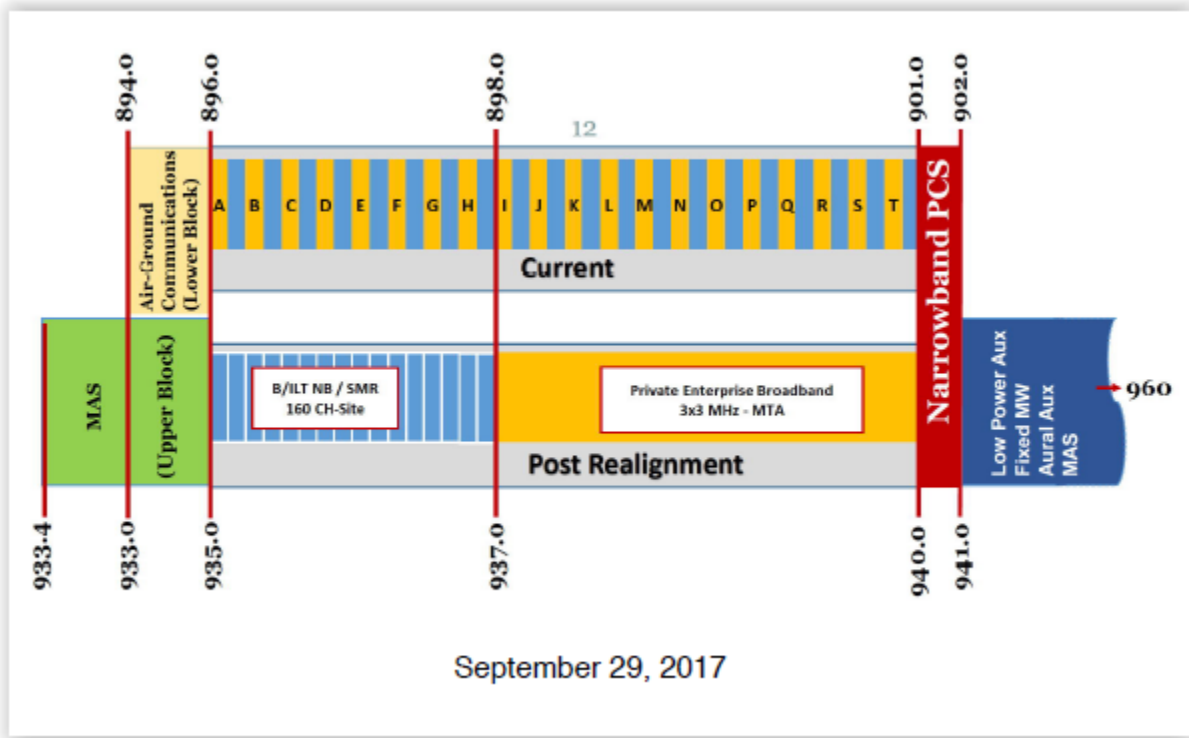 894.0
896.0
898.0
901.0
902.0
12
Air-Ground
Communications
(Lower Block)
A B C D E F G H I J K L M N O P Q R S T
Current
Narrowband PCS
MAS
(Upper Block)
B/ILT NB / SMR
160 CH-Site
Private Enterprise Broadband
3x3 MHz - MTA
Post Realignment
Low Power Aux
Fixed MW
Aural Aux
MAS
960
933.4
933.0
935.0
937.0
940.0
941.0
September 29, 2017